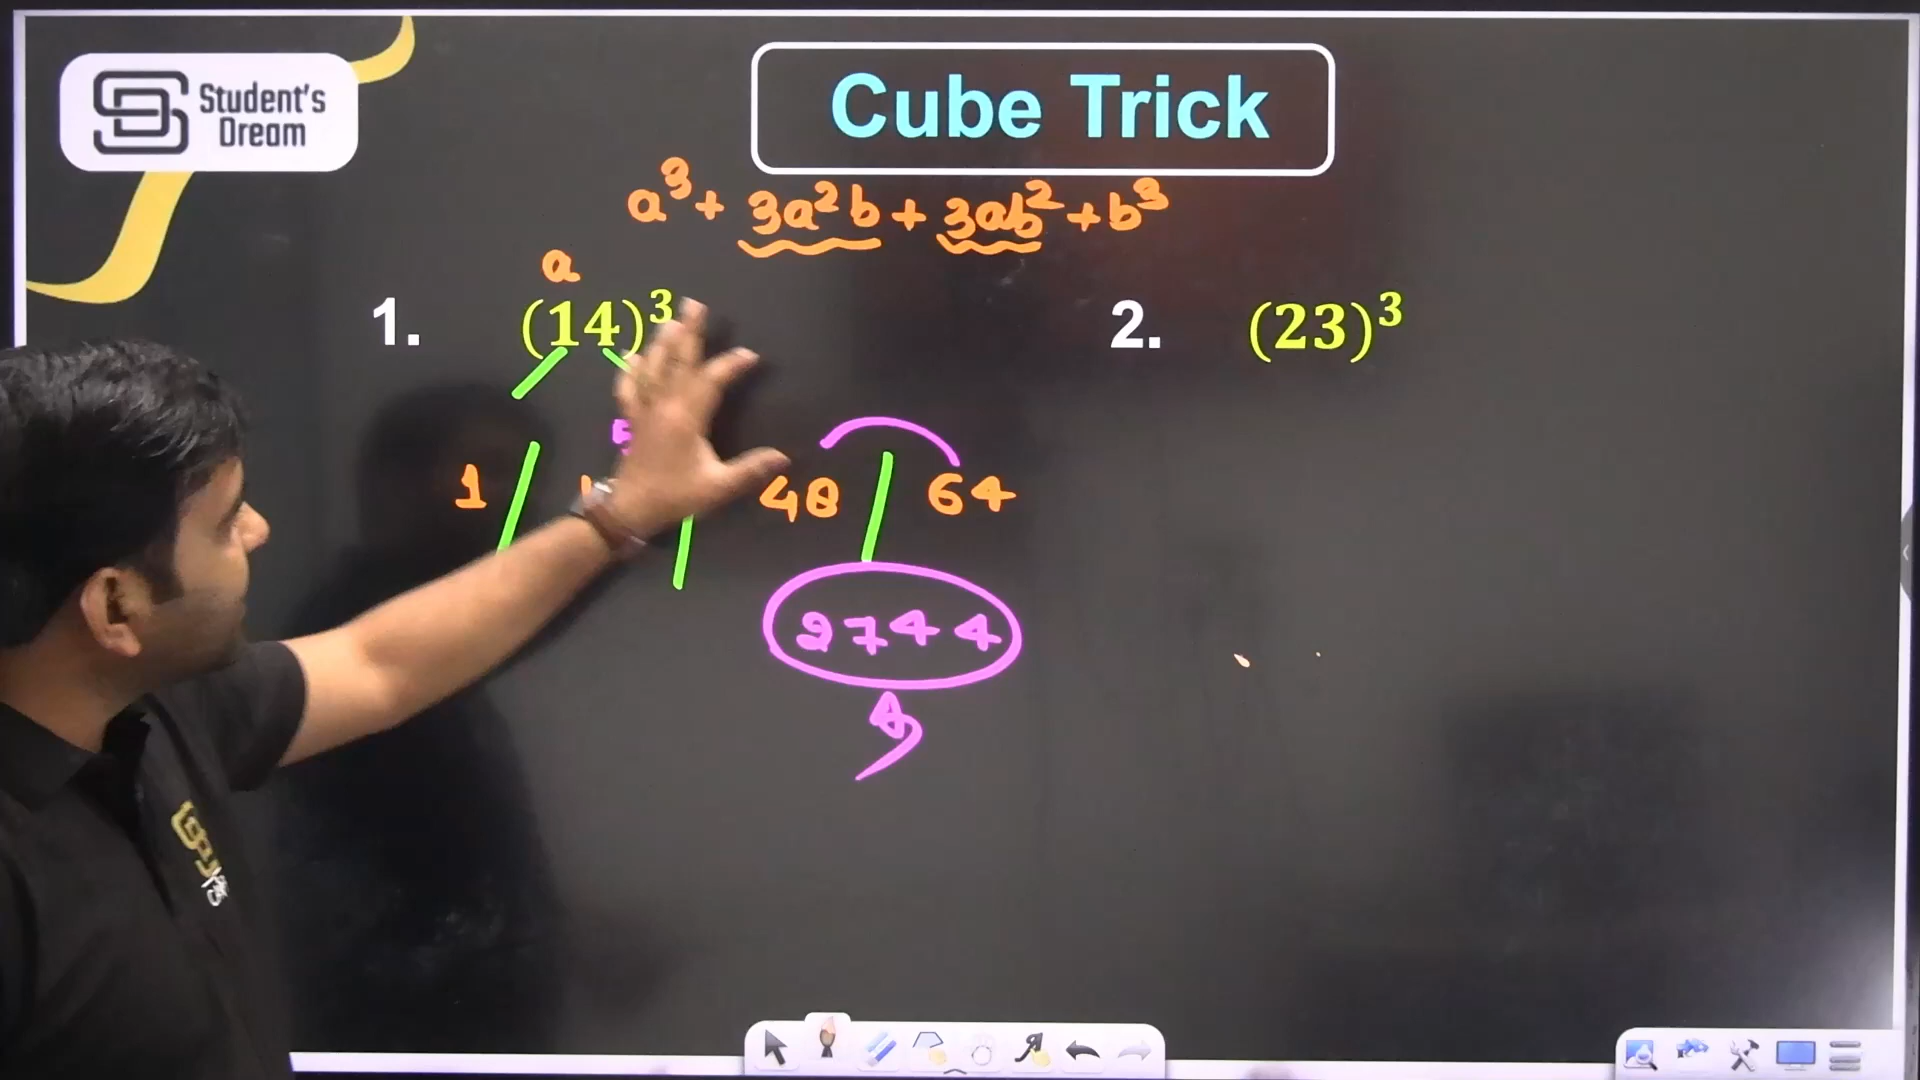 Student's
Dream
Cube Trick
a³ + 3a²b + 3ab² + b³
a
1. (14)³
2. (23)³
1 48 64
2744